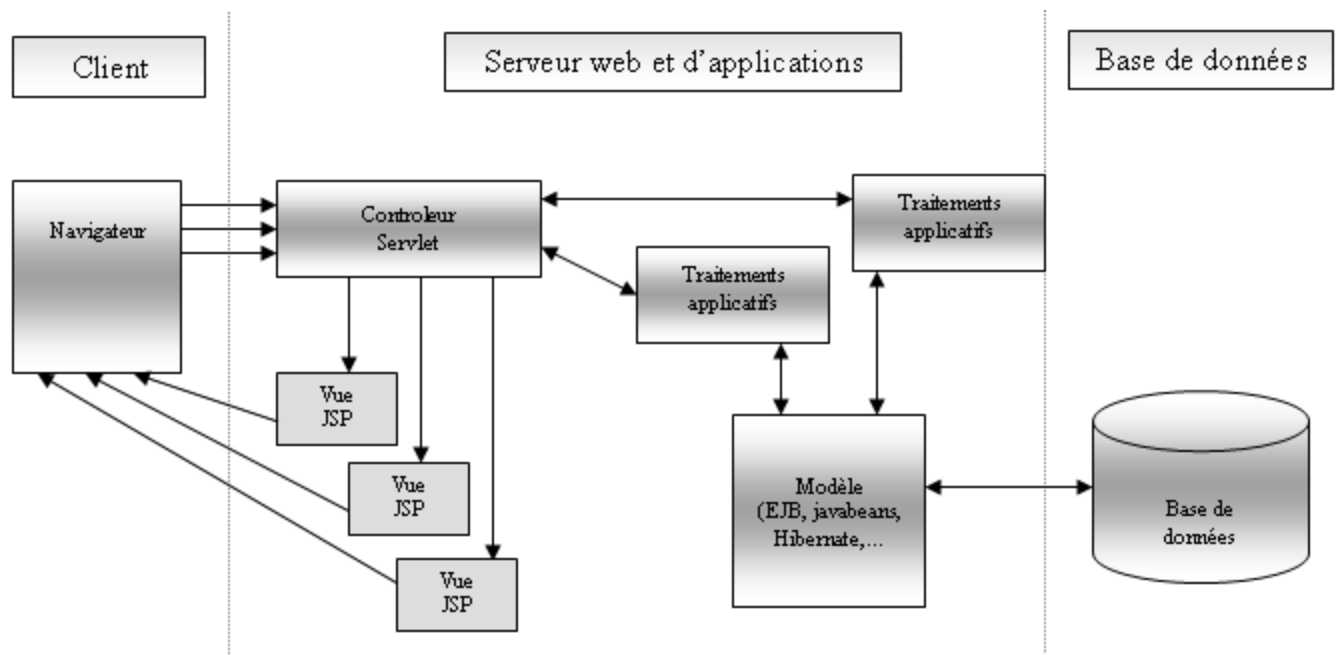 Client
Serveur web et d'applications
Base de données
Navigateur
Controleur
Servlet
Traitements
applicatifs
Traitements
applicatifs
Vue
JSP
Vue
JSP
Vue
JSP
Modèle
(EJB, javabeans,
Hibernate,...
Base de
données